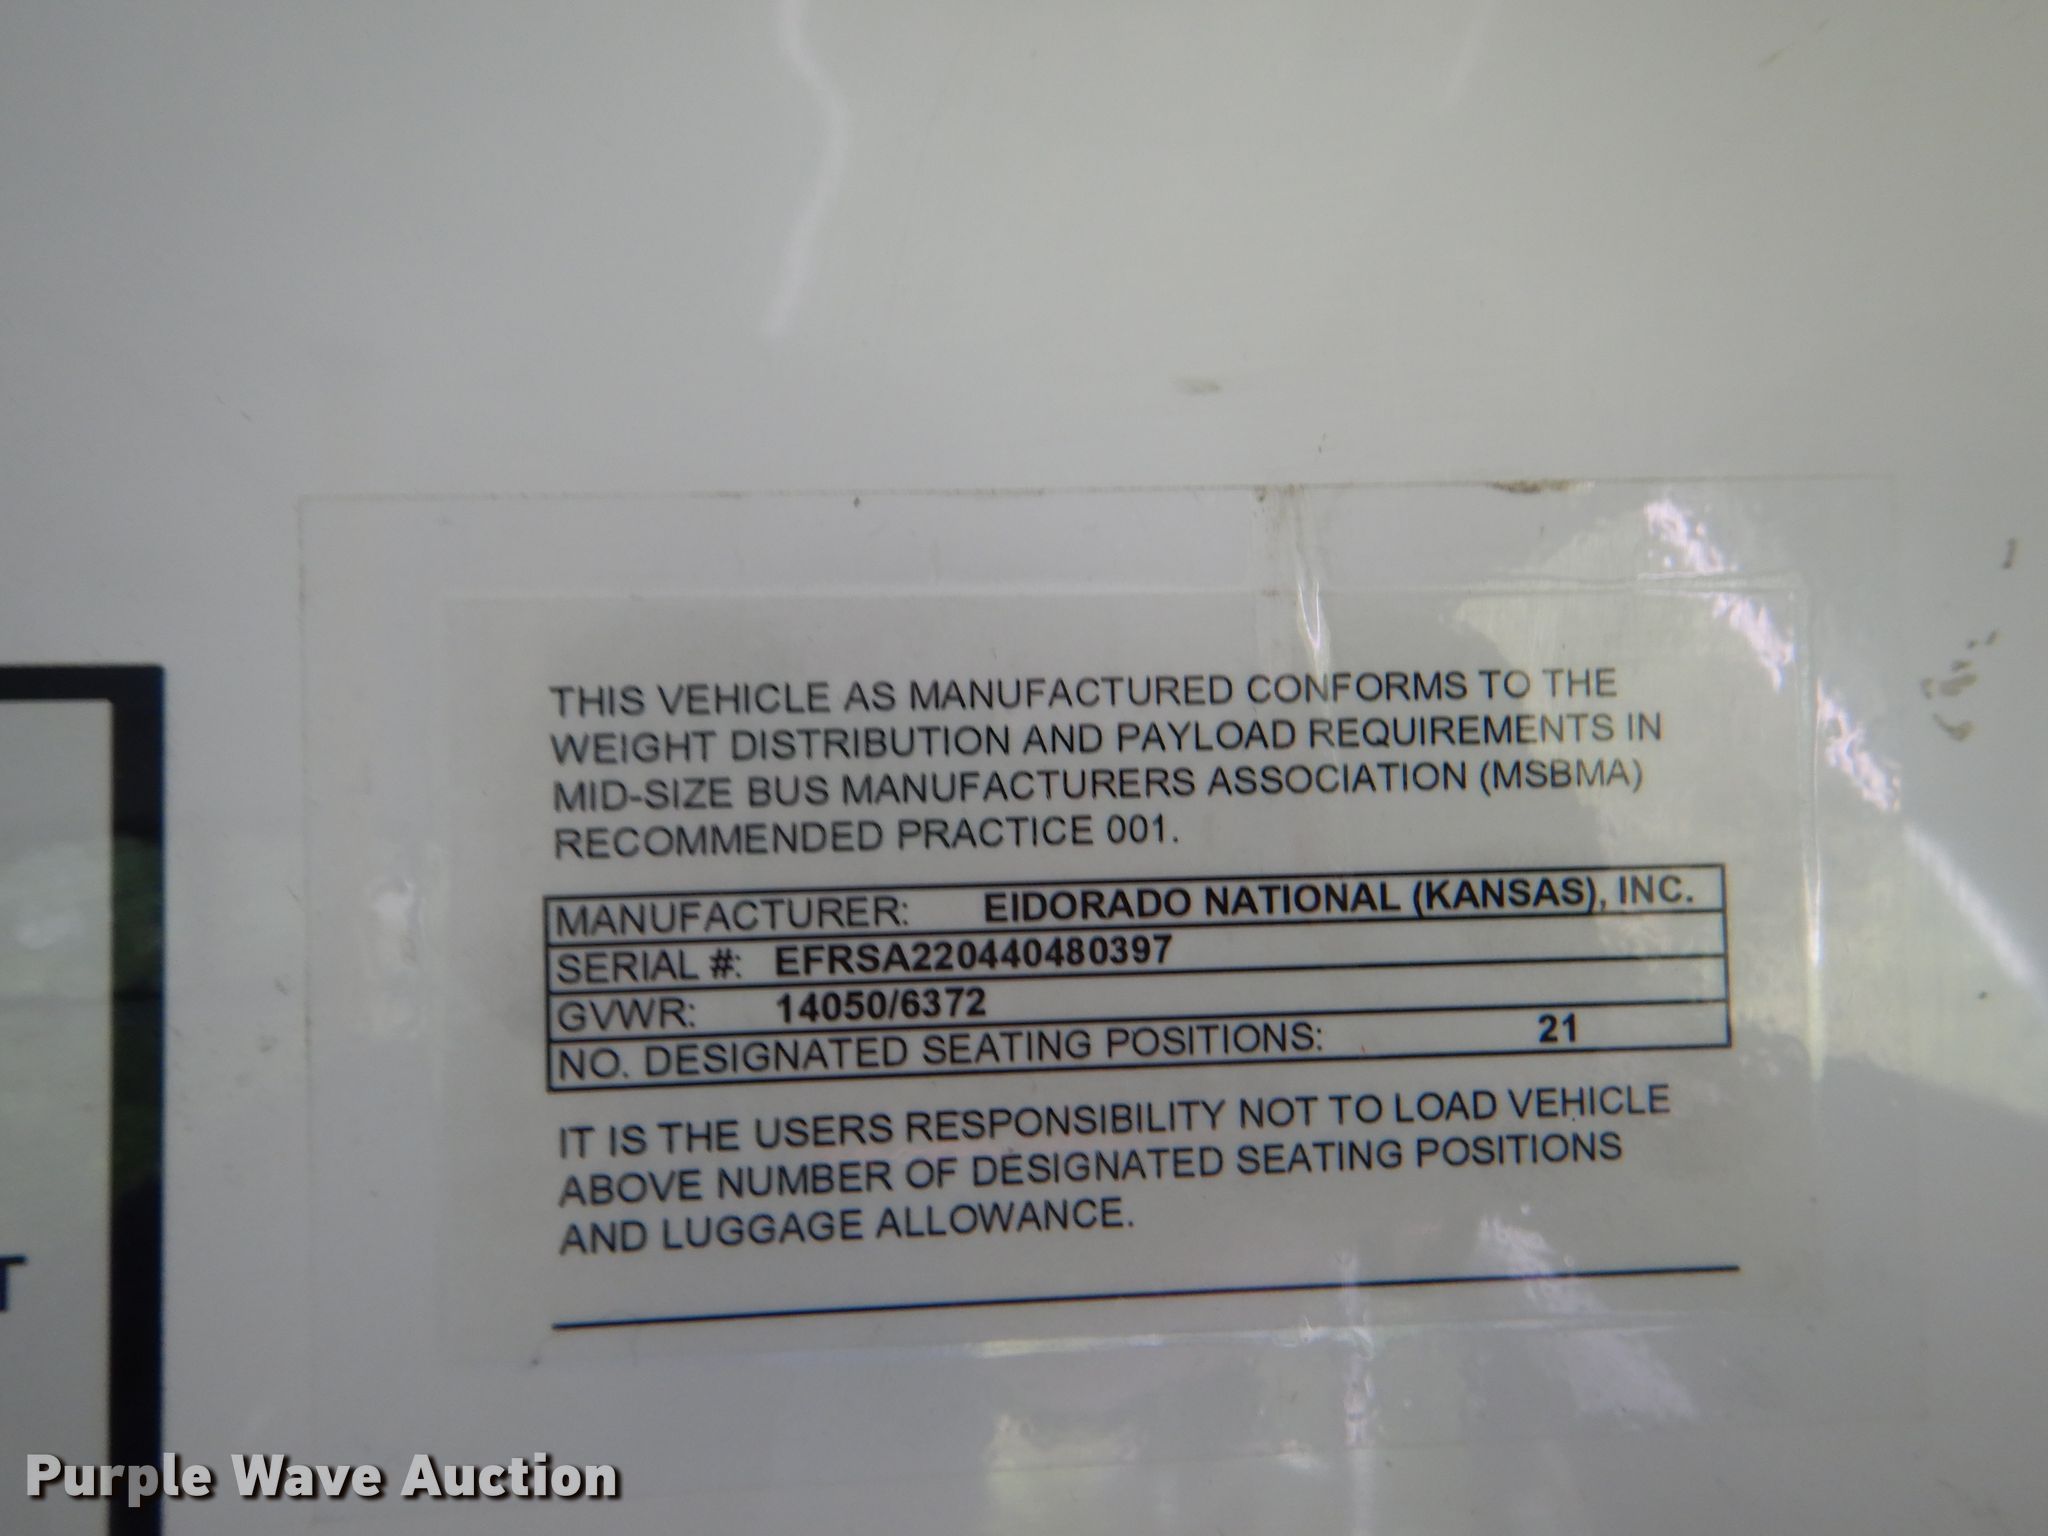 THIS VEHICLE AS MANUFACTURED CONFORMS TO THE
WEIGHT DISTRIBUTION AND PAYLOAD REQUIREMENTS IN
MID-SIZE BUS MANUFACTURERS ASSOCIATION (MSBMA)
RECOMMENDED PRACTICE 001.
MANUFACTURER: EIDORADO NATIONAL (KANSAS), INC.
SERIAL #: EFRSA220440480397
GVWR: 14050/6372
NO. DESIGNATED SEATING POSITIONS: 21
IT IS THE USERS RESPONSIBILITY NOT TO LOAD VEHICLE
ABOVE NUMBER OF DESIGNATED SEATING POSITIONS
AND LUGGAGE ALLOWANCE.
T
Purple Wave Auction